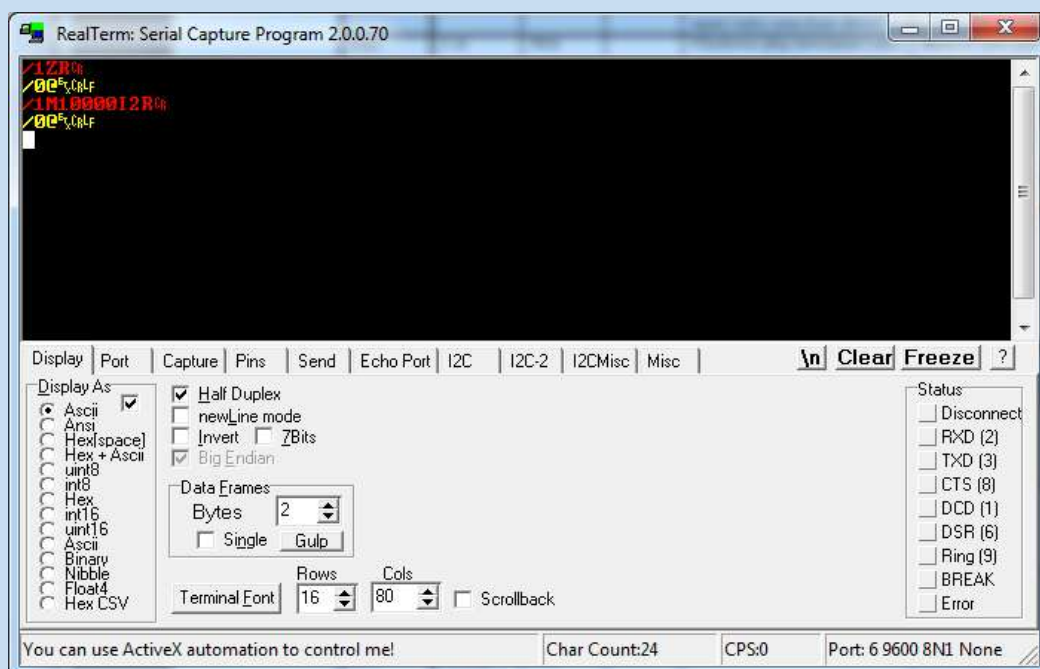 RealTerm: Serial Capture Program 2.0.0.70
/1ZRCR
/0@ETXCRLF
/1M10000I2RCR
/0@ETXCRLF
Display Port Capture Pins Send Echo Port I2C I2C-2 I2CMisc Misc \n Clear Freeze ?
Display As
Ascii
Ansi
Hex[space]
Hex + Ascii
uint8
int8
Hex
int16
uint16
Ascii
Binary
Nibble
Float4
Hex CSV
Half Duplex
newLine mode
Invert 7Bits
Big Endian
Data Frames
Bytes 2
Single Gulp
Rows Cols
Terminal Font 16 80 Scrollback
Status
Disconnect
RXD (2)
TXD (3)
CTS (8)
DCD (1)
DSR (6)
Ring (9)
BREAK
Error
You can use ActiveX automation to control me! Char Count:24 CPS:0 Port: 6 9600 8N1 None